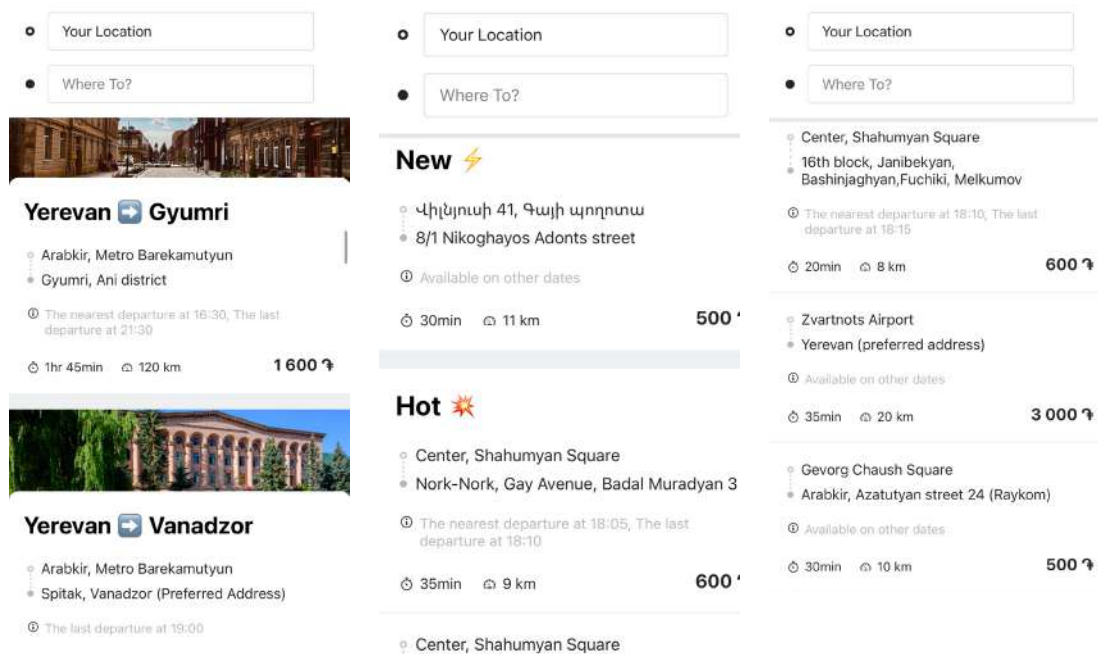 Your Location
Where To?
Yerevan ➡️ Gyumri
Arabkir, Metro Barekamutyun
Gyumri, Ani district
The nearest departure at 16:30, The last
departure at 21:30
1hr 45min 120 km 1 600 ֏
Yerevan ➡️ Vanadzor
Arabkir, Metro Barekamutyun
Spitak, Vanadzor (Preferred Address)
The last departure at 19:00
Your Location
Where To?
New ⚡
Վիլնյուսի 41, Գայի պողոտա
8/1 Nikoghayos Adonts street
Available on other dates
30min 11 km 500
Hot 💥
Center, Shahumyan Square
Nork-Nork, Gay Avenue, Badal Muradyan 3
The nearest departure at 18:05, The last
departure at 18:10
35min 9 km 600
Center, Shahumyan Square
Your Location
Where To?
Center, Shahumyan Square
16th block, Janibekyan,
Bashinjaghyan,Fuchiki, Melkumov
The nearest departure at 18:10, The last
departure at 18:15
20min 8 km 600 ֏
Zvartnots Airport
Yerevan (preferred address)
Available on other dates
35min 20 km 3 000 ֏
Gevorg Chaush Square
Arabkir, Azatutyan street 24 (Raykom)
Available on other dates
30min 10 km 500 ֏